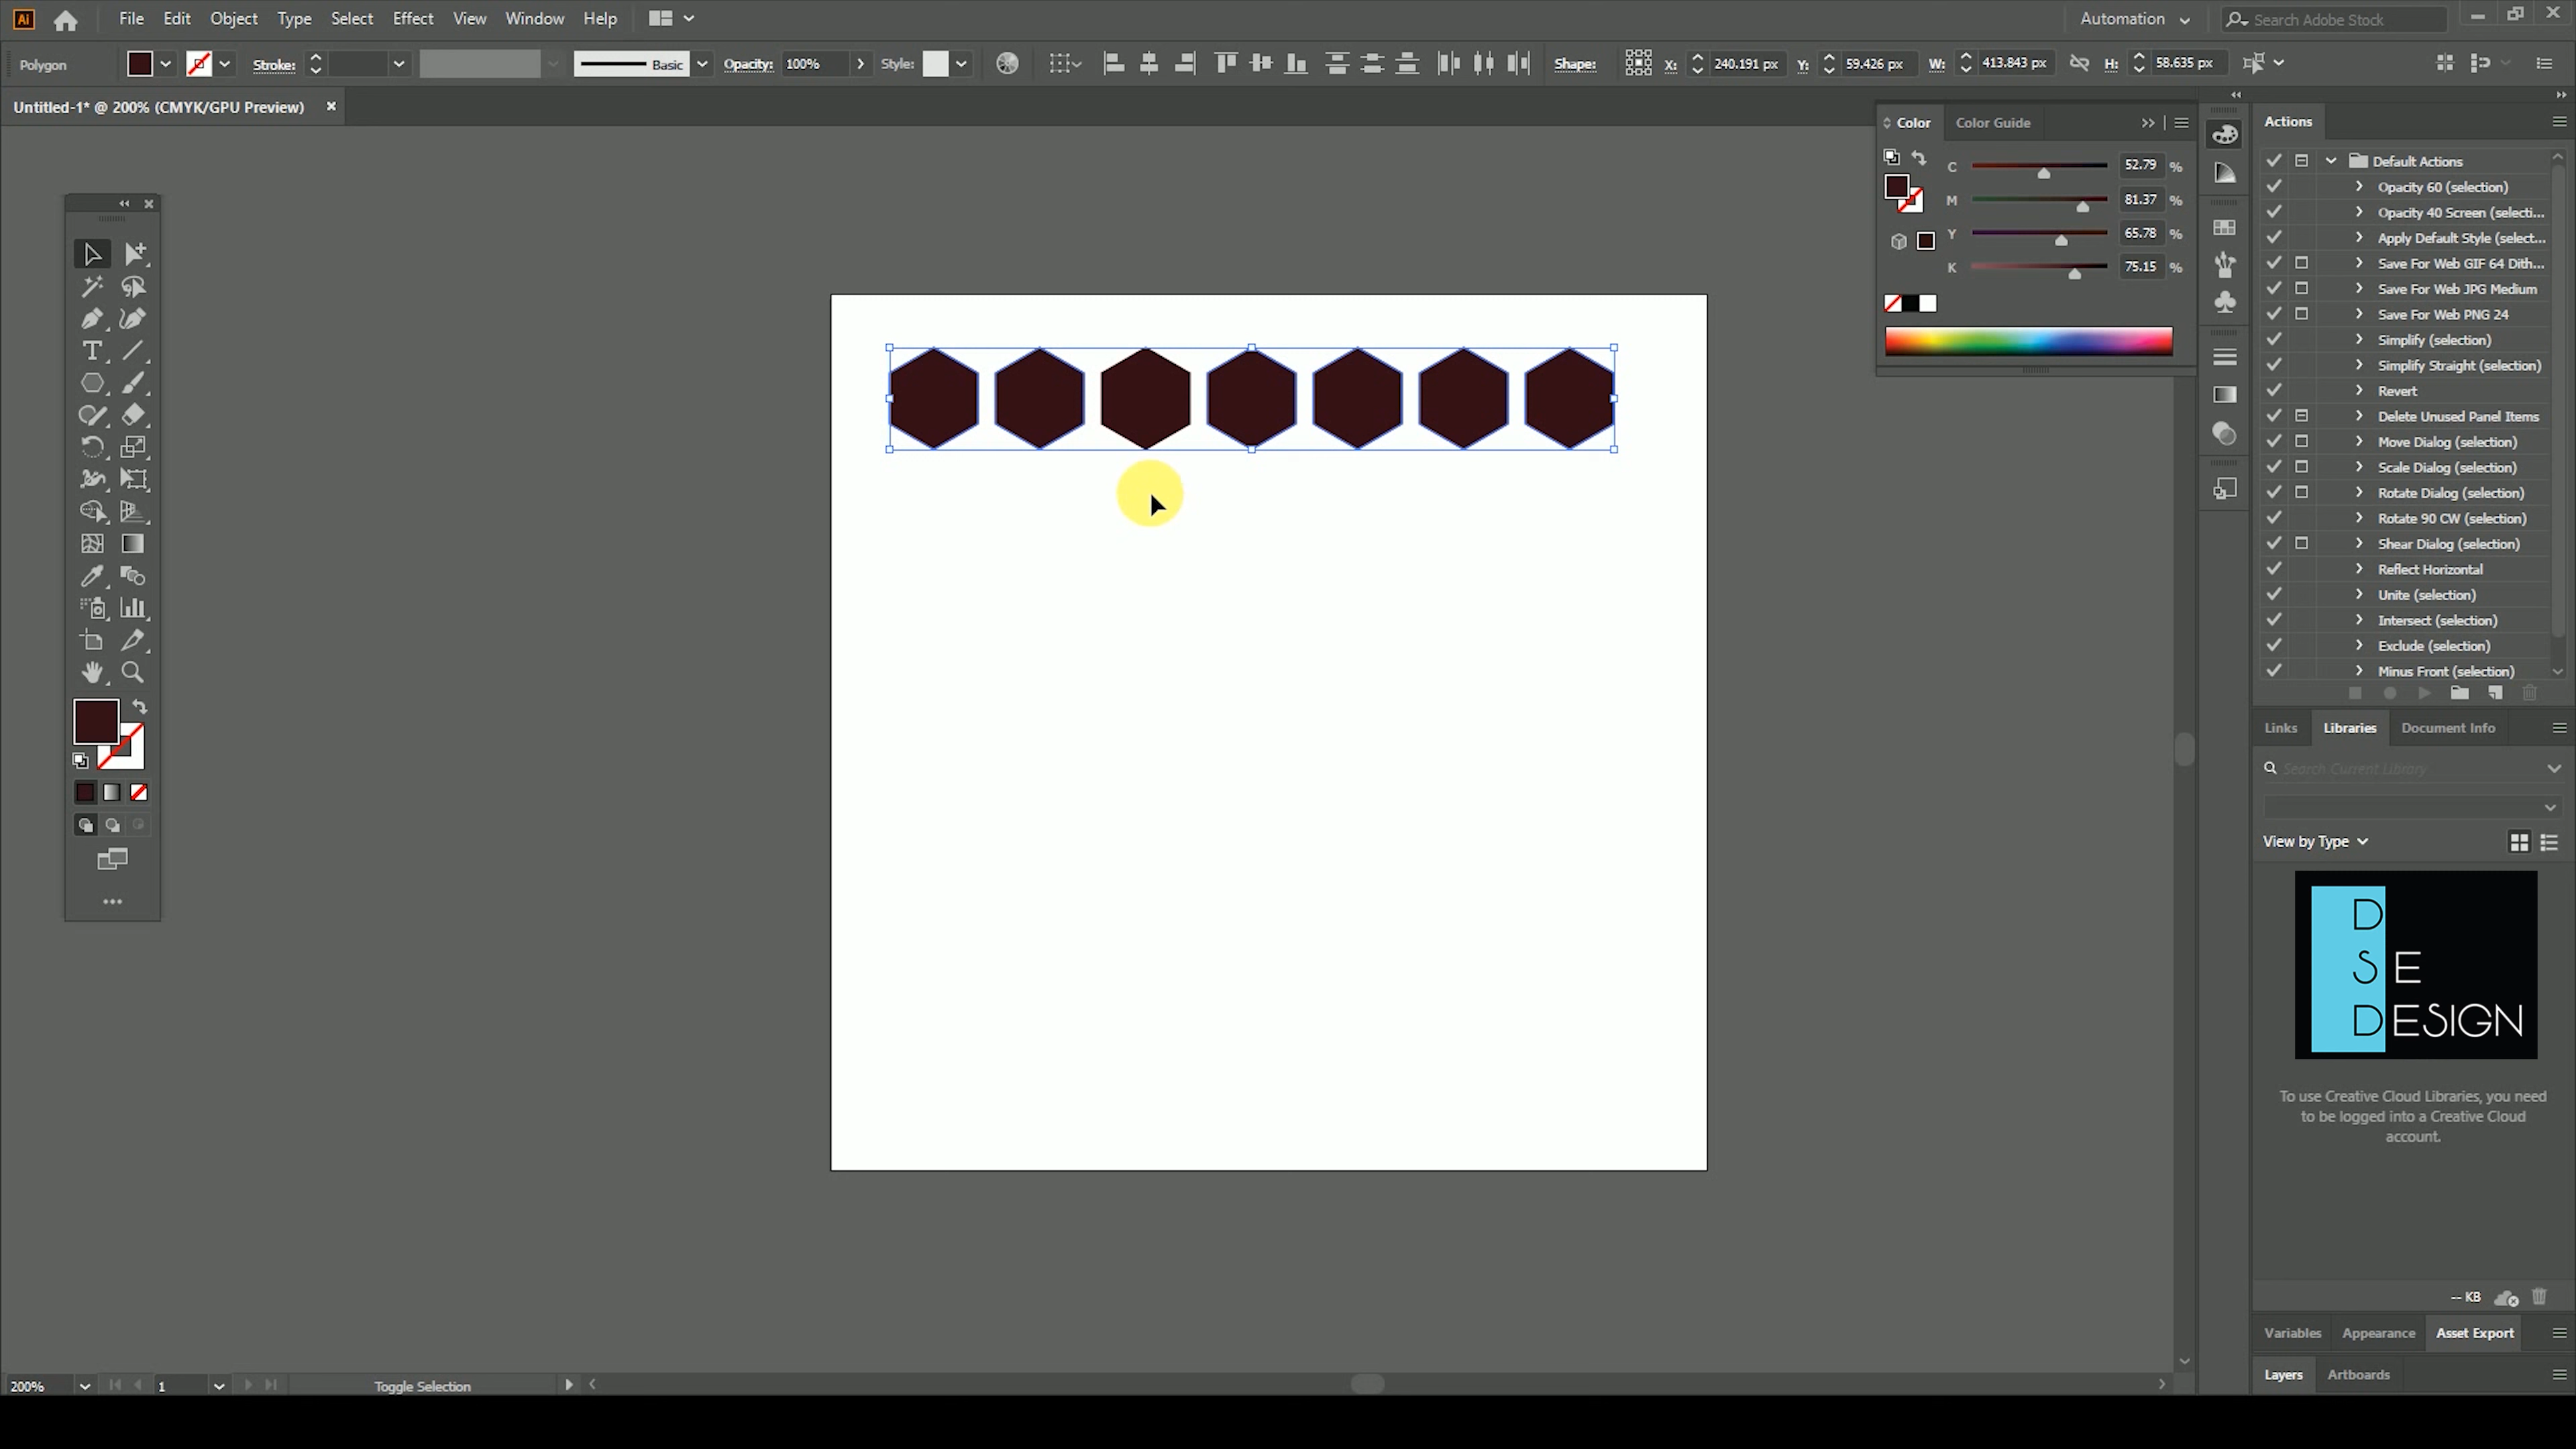 Ai File Edit Object Type Select Effect View Window Help Automation Search Adobe Stock
Polygon Stroke: Basic Opacity: 100% Style: Shape: X: 240.191 px Y: 59.426 px W: 413.843 px H: 58.635 px
Untitled-1* @ 200% (CMYK/GPU Preview)
Color Color Guide
C 52.79 %
M 81.37 %
Y 65.78 %
K 75.15 %
Actions
Default Actions
Opacity 60 (selection)
Opacity 40 Screen (selecti...
Apply Default Style (select...
Save For Web GIF 64 Dith...
Save For Web JPG Medium
Save For Web PNG 24
Simplify (selection)
Simplify Straight (selection)
Revert
Delete Unused Panel Items
Move Dialog (selection)
Scale Dialog (selection)
Rotate Dialog (selection)
Rotate 90 CW (selection)
Shear Dialog (selection)
Reflect Horizontal
Unite (selection)
Intersect (selection)
Exclude (selection)
Minus Front (selection)
Links Libraries Document Info
Search Current Library
View by Type
D
SE
DESIGN
To use Creative Cloud Libraries, you need
to be logged into a Creative Cloud
account.
-- KB
Variables Appearance Asset Export
Layers Artboards
200% 1 Toggle Selection